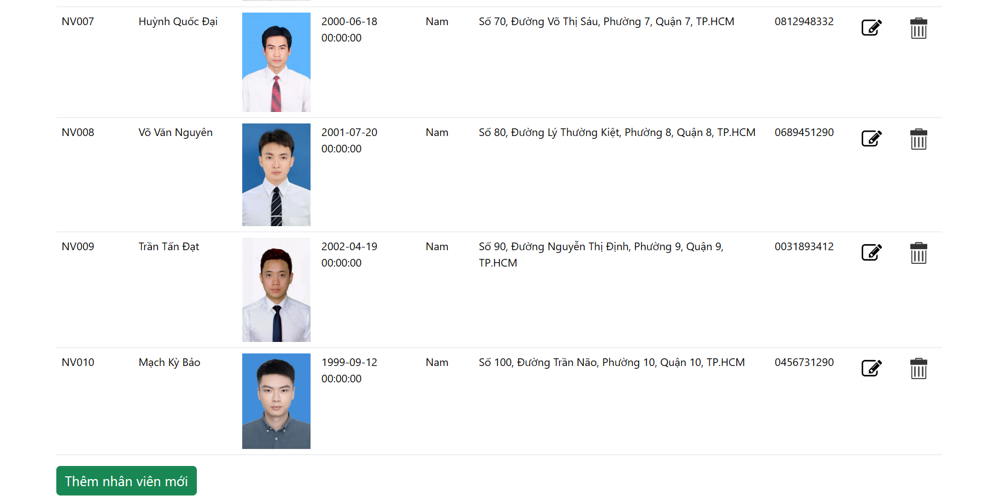 NV007 Huỳnh Quốc Đại 2000-06-18 Nam Số 70, Đường Võ Thị Sáu, Phường 7, Quận 7, TP.HCM 0812948332
00:00:00
NV008 Võ Văn Nguyên 2001-07-20 Nam Số 80, Đường Lý Thường Kiệt, Phường 8, Quận 8, TP.HCM 0689451290
00:00:00
NV009 Trần Tấn Đạt 2002-04-19 Nam Số 90, Đường Nguyễn Thị Định, Phường 9, Quận 9, 0031893412
00:00:00 TP.HCM
NV010 Mạch Kỳ Bảo 1999-09-12 Nam Số 100, Đường Trần Não, Phường 10, Quận 10, TP.HCM 0456731290
00:00:00
Thêm nhân viên mới